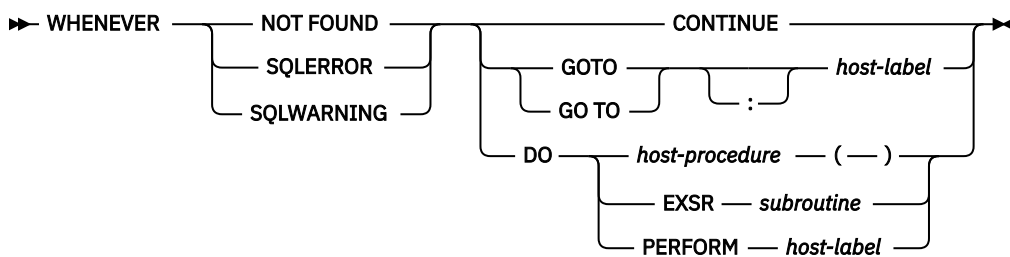 WHENEVER NOT FOUND CONTINUE
SQLERROR GOTO host-label
SQLWARNING GO TO :
DO host-procedure ( )
EXSR subroutine
PERFORM host-label